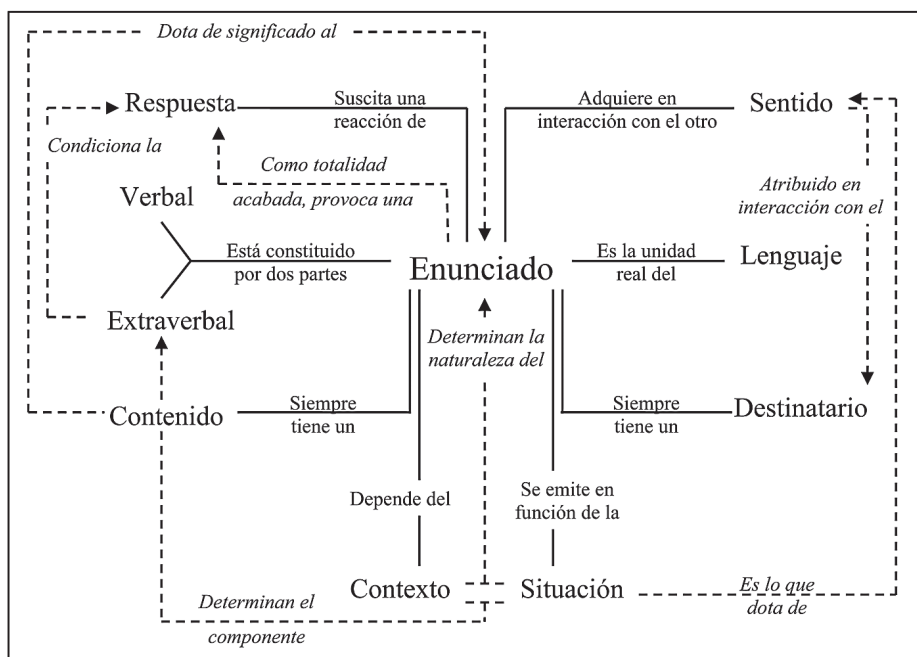 Dota de significado al
Respuesta
Suscita una
reacción de
Adquiere en
interacción con el otro
Sentido
Condiciona la
Como totalidad
acabada, provoca una
Atribuido en
interacción con el
Verbal
Está constituido
por dos partes
Enunciado
Es la unidad
real del
Lenguaje
Extraverbal
Determinan la
naturaleza del
Contenido
Siempre
tiene un
Siempre
tiene un
Destinatario
Depende del
Se emite en
función de la
Contexto
Situación
Determinan el
componente
Es lo que
dota de